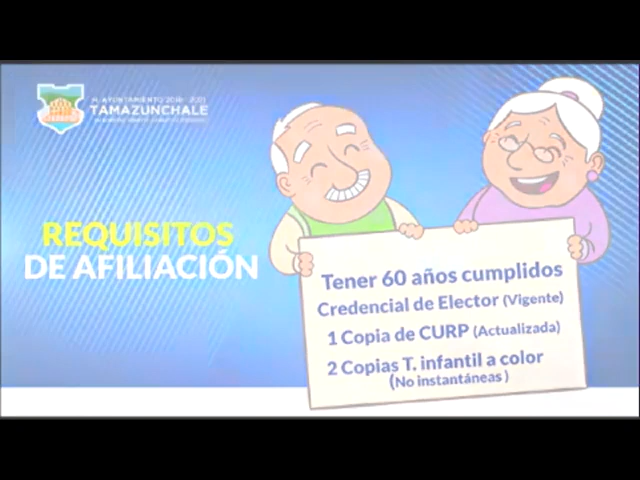 H. AYUNTAMIENTO 2018 - 2021
TAMAZUNCHALE
REQUISITOS
DE AFILIACIÓN
Tener 60 años cumplidos
Credencial de Elector (Vigente)
1 Copia de CURP (Actualizada)
2 Copias T. infantil a color
(No instantáneas)